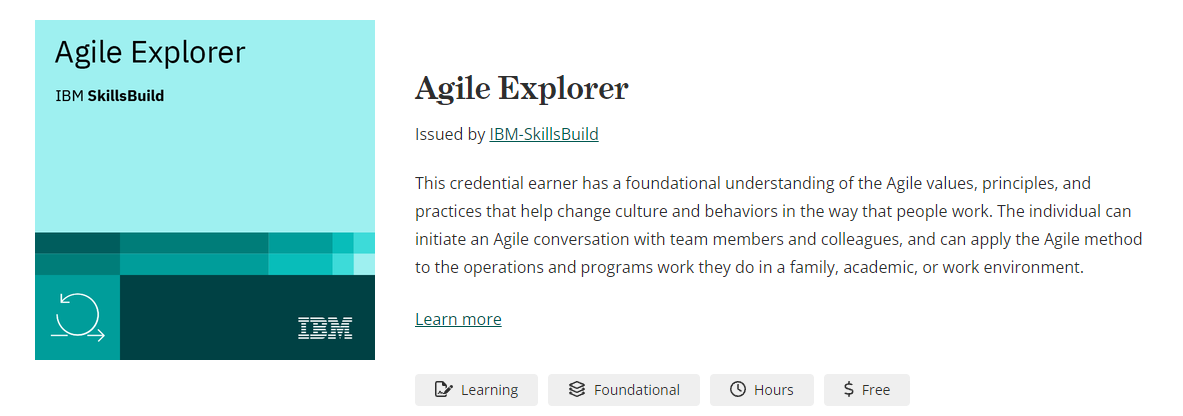 Agile Explorer
IBM SkillsBuild
IBM
Agile Explorer
Issued by IBM-SkillsBuild
This credential earner has a foundational understanding of the Agile values, principles, and
practices that help change culture and behaviors in the way that people work. The individual can
initiate an Agile conversation with team members and colleagues, and can apply the Agile method
to the operations and programs work they do in a family, academic, or work environment.
Learn more
Learning
Foundational
Hours
$ Free